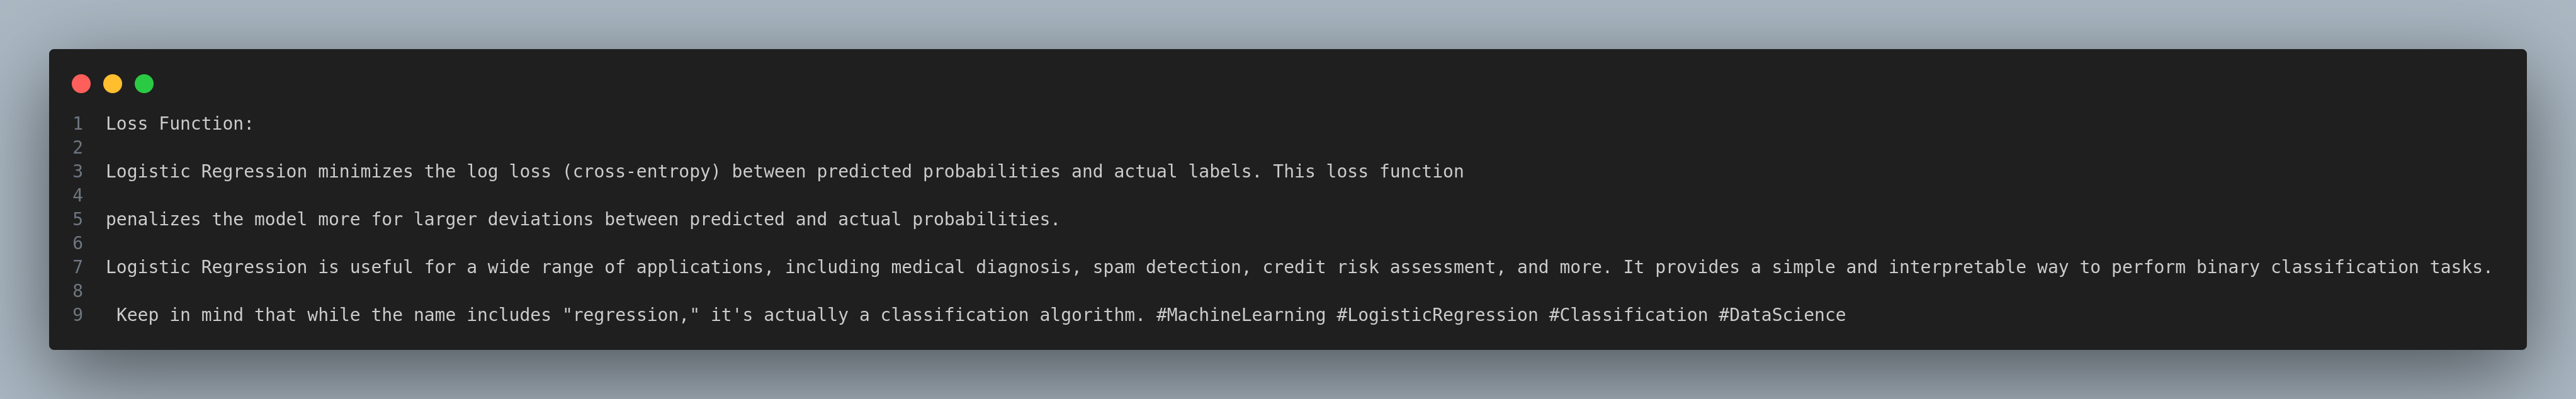 1 Loss Function:
2
3 Logistic Regression minimizes the log loss (cross-entropy) between predicted probabilities and actual labels. This loss function
4
5 penalizes the model more for larger deviations between predicted and actual probabilities.
6
7 Logistic Regression is useful for a wide range of applications, including medical diagnosis, spam detection, credit risk assessment, and more. It provides a simple and interpretable way to perform binary classification tasks.
8
9  Keep in mind that while the name includes "regression," it's actually a classification algorithm. #MachineLearning #LogisticRegression #Classification #DataScience